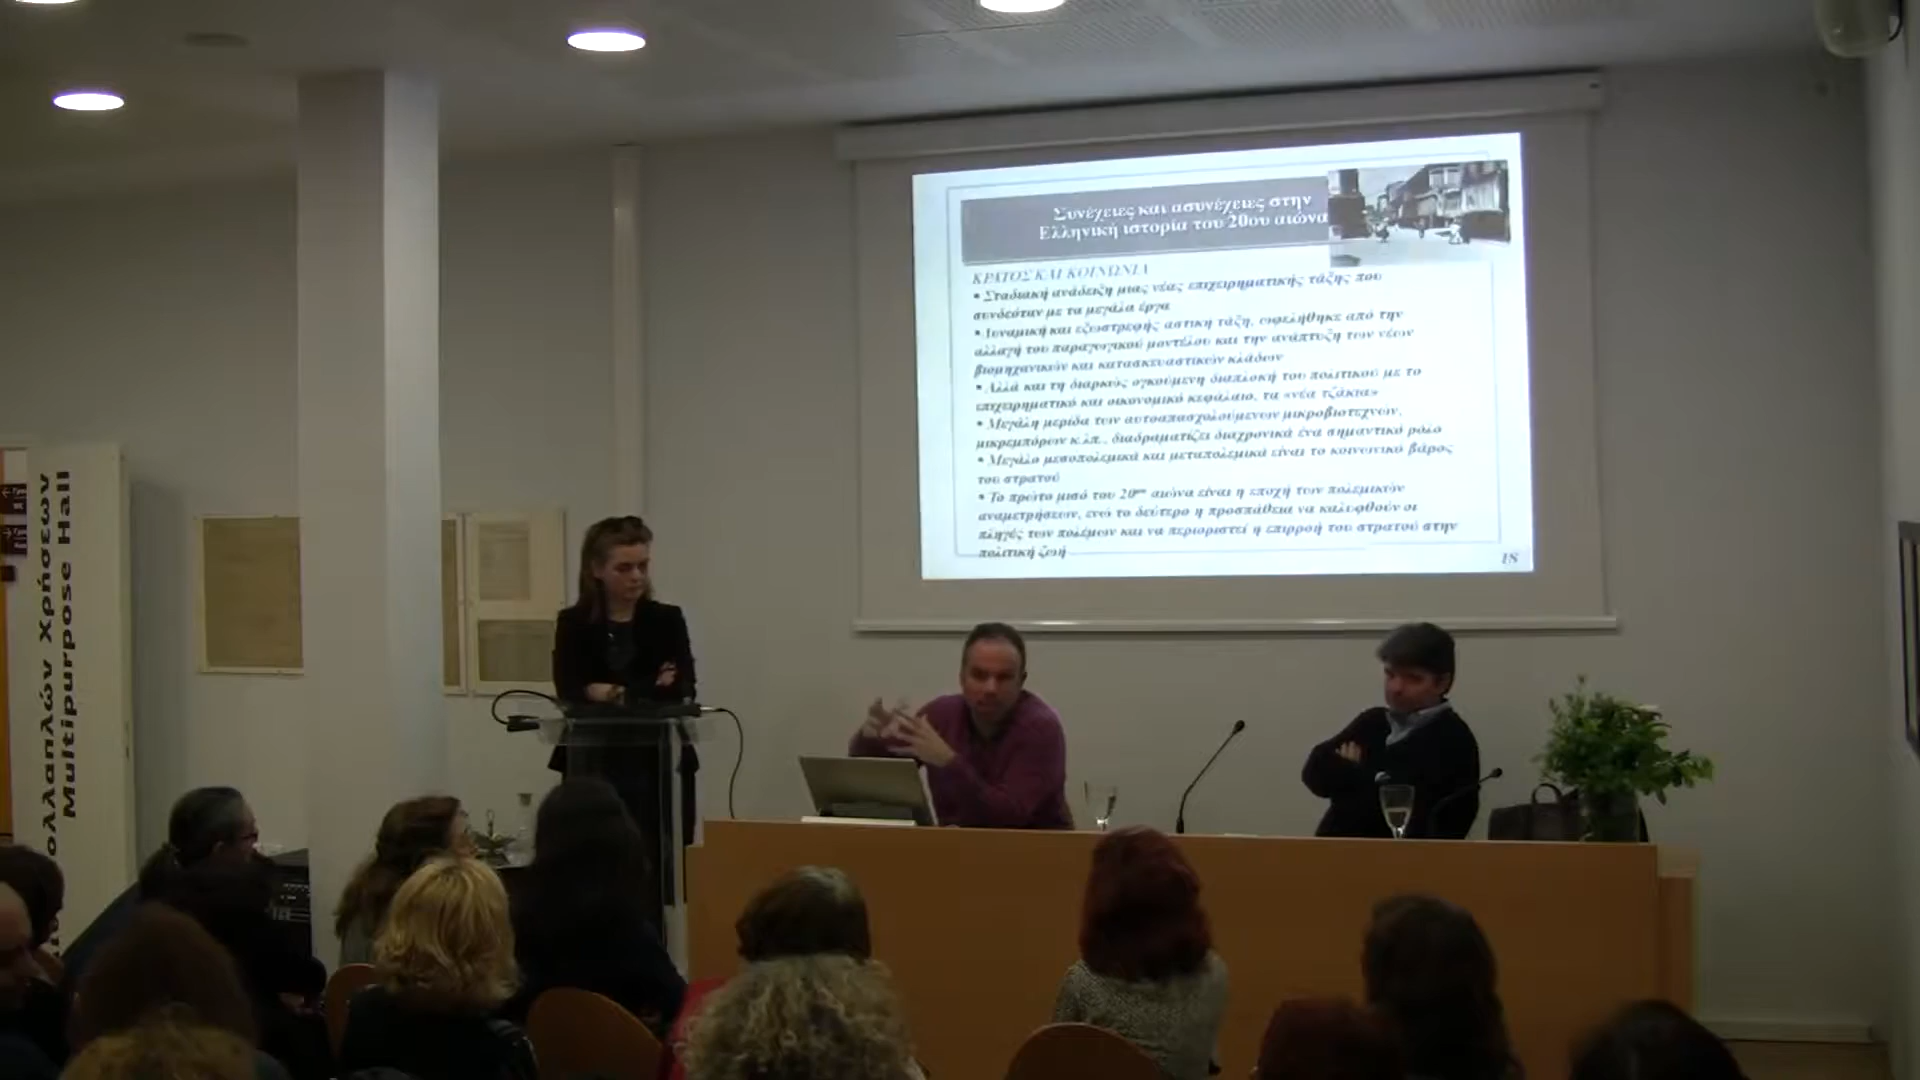 Συνέχειες και ασυνέχειες στην
Ελληνική ιστορία του 20ου αιώνα
ΚΡΑΤΟΣ ΚΑΙ ΚΟΙΝΩΝΙΑ
▪ Σταδιακή ανάδειξη μιας νέας επιχειρηματικής τάξης που
συνδεόταν με τα μεγάλα έργα
▪ Δυναμική και εξωστρεφής αστική τάξη, ωφελήθηκε από την
αλλαγή του παραγωγικού μοντέλου και την ανάπτυξη των νέων
βιομηχανικών και κατασκευαστικών κλάδων
▪ Αλλά και τη διαρκώς ογκούμενη διαπλοκή του πολιτικού με το
επιχειρηματικό και οικονομικό κεφάλαιο, τα «νέα τζάκια»
▪ Μεγάλη μερίδα των αυτοαπασχολούμενων μικροβιοτεχνών,
μικρεμπόρων κ.λπ., διαδραματίζει διαχρονικά ένα σημαντικό ρόλο
▪ Μεγάλο μεσοπολεμικά και μεταπολεμικά είναι το κοινωνικό βάρος
του στρατού
▪ Το πρώτο μισό του 20ου αιώνα είναι η εποχή των πολεμικών
αναμετρήσεων, ενώ το δεύτερο η προσπάθεια να καλυφθούν οι
πληγές των πολέμων και να περιοριστεί η επιρροή του στρατού στην
πολιτική ζωή
18
ολλαπλών Χρήσεων
Multipurpose Hall